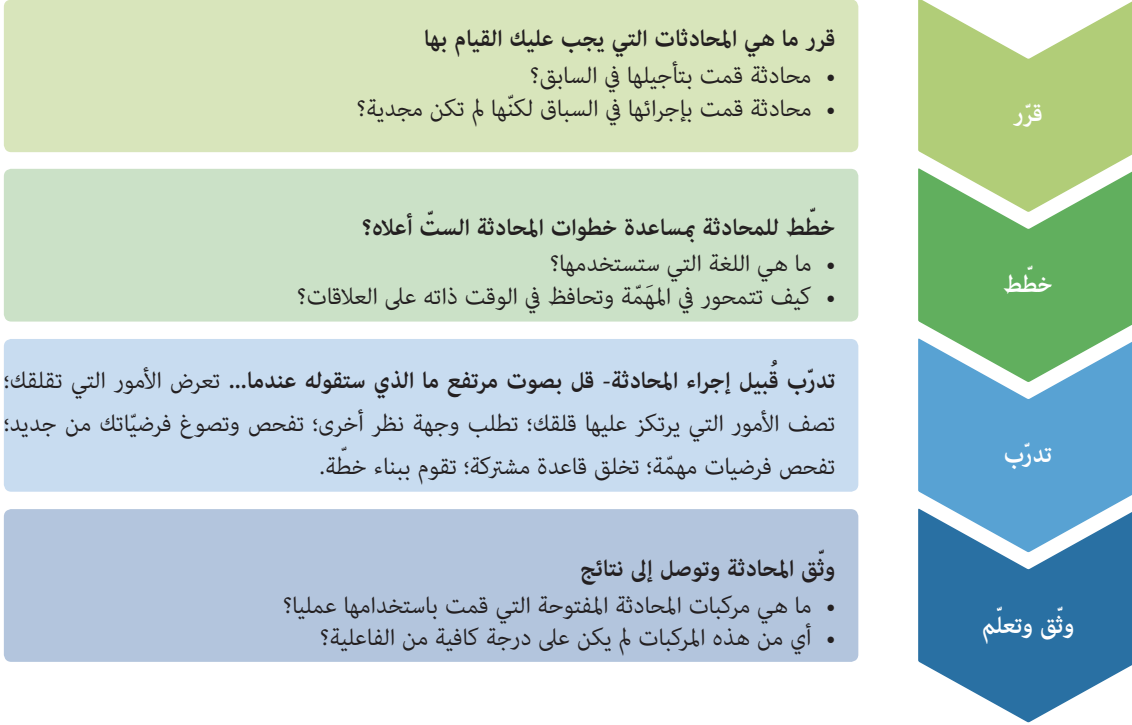 قرّر
قرر ما هي المحادثات التي يجب عليك القيام بها
• محادثة قمت بتأجيلها في السابق؟
• محادثة قمت بإجرائها في السباق لكنّها لم تكن مجدية؟
خطّط
خطّط للمحادثة بمساعدة خطوات المحادثة الستّ أعلاه؟
• ما هي اللغة التي ستستخدمها؟
• كيف تتمحور في المهَمّة وتحافظ في الوقت ذاته على العلاقات؟
تدرّب
تدرّب قُبيل إجراء المحادثة- قل بصوت مرتفع ما الذي ستقوله عندما... تعرض الأمور التي تقلقك؛
تصف الأمور التي يرتكز عليها قلقك؛ تطلب وجهة نظر أخرى؛ تفحص وتصوغ فرضيّاتك من جديد؛
تفحص فرضيات مهمّة؛ تخلق قاعدة مشتركة؛ تقوم ببناء خطّة.
وثّق وتعلّم
وثّق المحادثة وتوصل إلى نتائج
• ما هي مركبات المحادثة المفتوحة التي قمت باستخدامها عمليا؟
• أي من هذه المركبات لم يكن على درجة كافية من الفاعلية؟